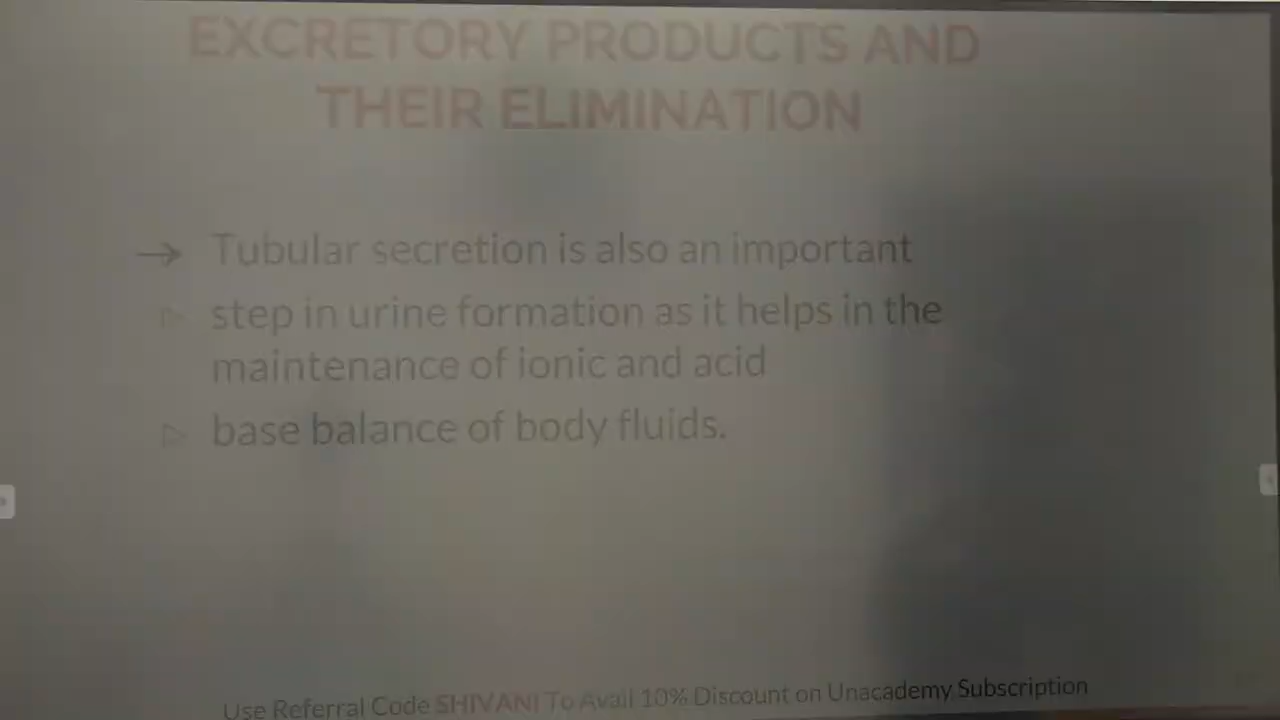 EXCRETORY PRODUCTS AND
THEIR ELIMINATION
→ Tubular secretion is also an important
▷ step in urine formation as it helps in the
maintenance of ionic and acid
▷ base balance of body fluids.
Use Referral Code SHIVANI To Avail 10% Discount on Unacademy Subscription